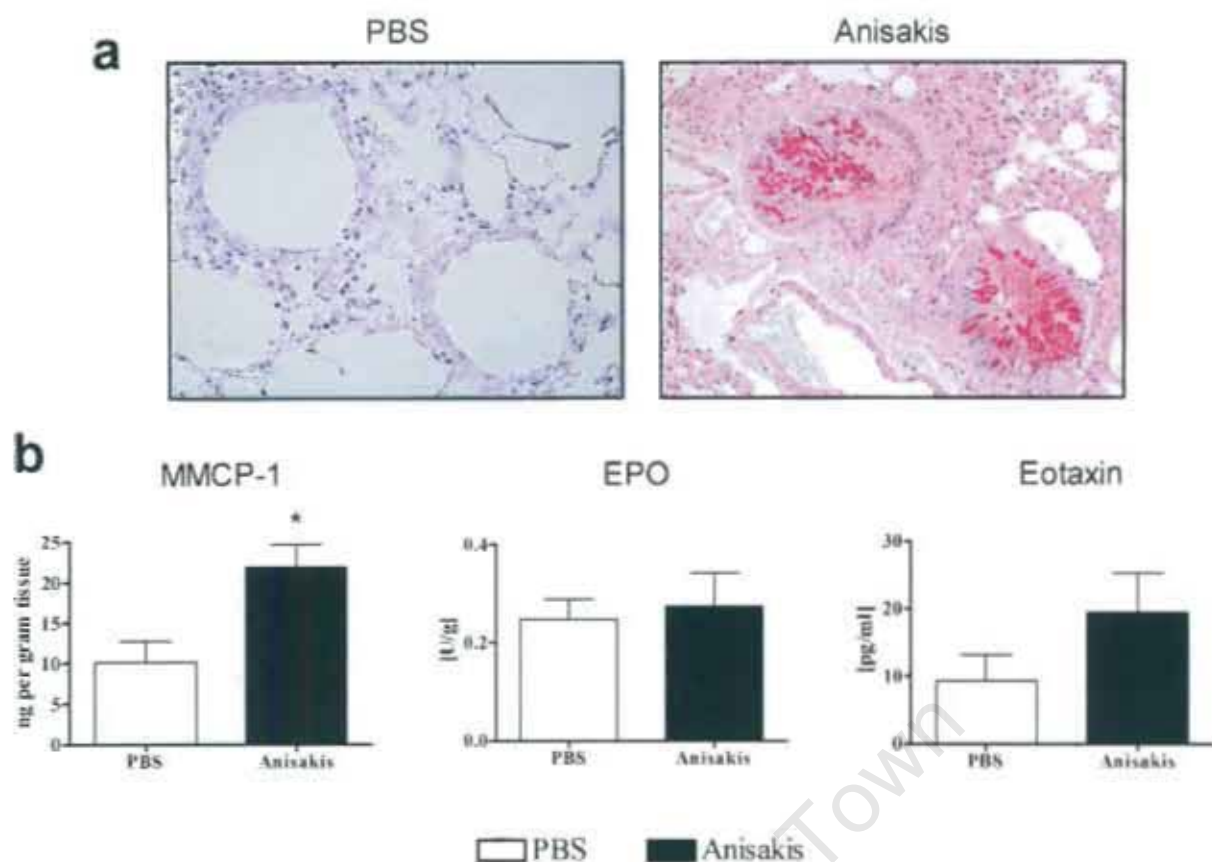 PBS
Anisakis
a
b
MMCP-1
EPO
Eotaxin
ng per gram tissue
25
20
15
10
5
0
PBS
Anisakis
*
[U/g]
0.4
0.2
0.0
PBS
Anisakis
[pg/ml]
30
20
10
0
PBS
Anisakis
PBS
Anisakis
Town